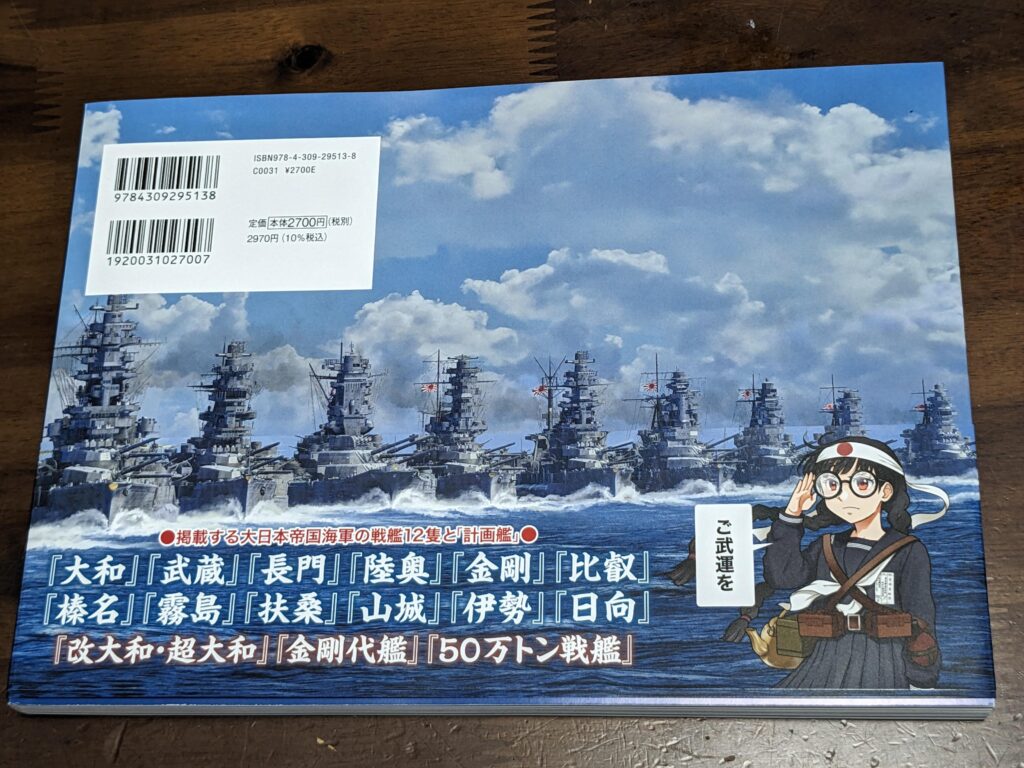 ISBN978-4-309-29513-8
C0031 ¥2700E
9784309295138
定価 本体2700円(税別)
2970円(10%税込)
1920031027007
●掲載する大日本帝国海軍の戦艦12隻と「計画艦」●
『大和』『武蔵』『長門』『陸奥』『金剛』『比叡』
『榛名』『霧島』『扶桑』『山城』『伊勢』『日向』
『改大和・超大和』『金剛代艦』『50万トン戦艦』
ご武運を